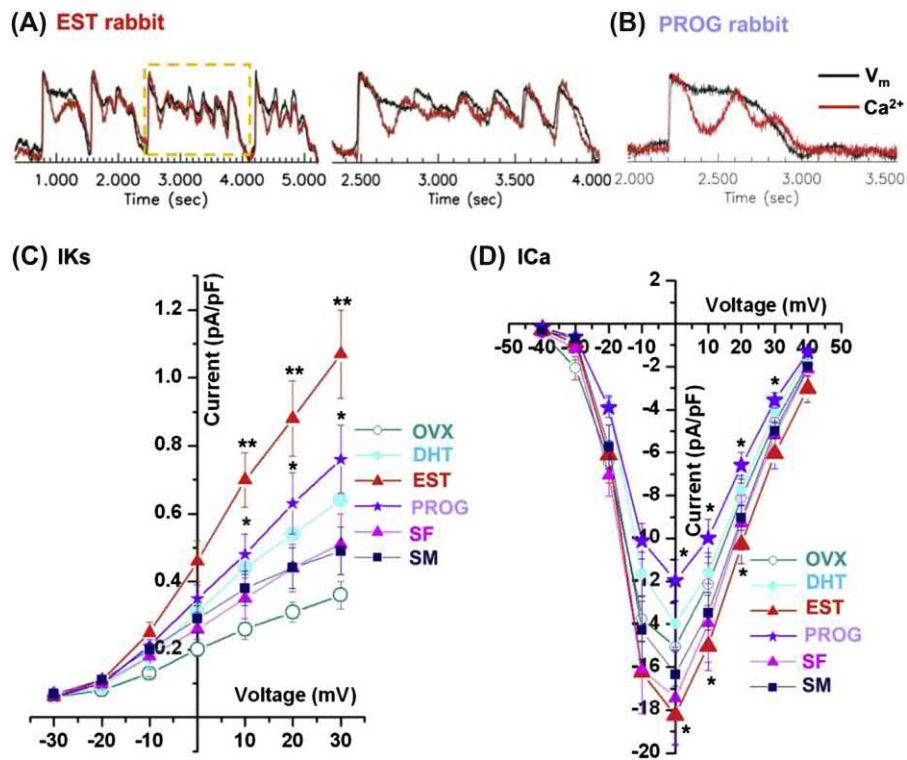 (A) EST rabbit
(B) PROG rabbit
Vm
Ca2+
1.000 2.000 3.000 4.000 5.000
Time (sec)
2.500 3.000 3.500 4.000
Time (sec)
2.000 2.500 3.000 3.500
Time (sec)
(C) IKs
Current (pA/pF)
1.2
1.0
0.8
0.6
0.4
0.2
** ** **
* * *
OVX
DHT
EST
PROG
SF
SM
Voltage (mV)
-30 -20 -10 10 20 30
(D) ICa
Voltage (mV)
2
-50 -40 -30 -20 -10 10 20 30 40 50
-2
-4
-6
-8
-10
-12
-14
-16
-18
-20
Current (pA/pF)
* * * *
* * *
OVX
DHT
EST
PROG
SF
SM